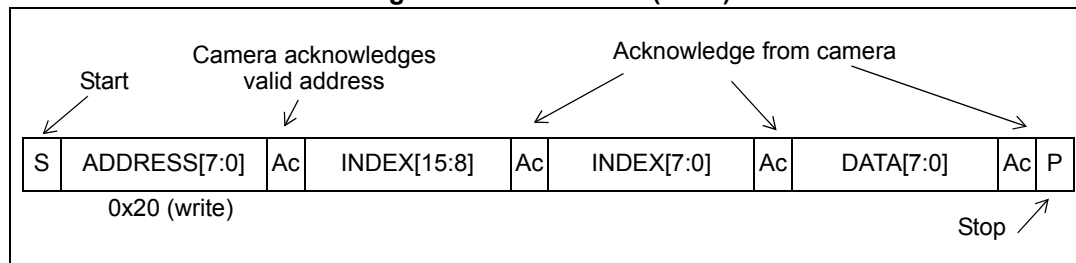 Camera acknowledges
valid address
Acknowledge from camera
Start
S ADDRESS[7:0] Ac INDEX[15:8] Ac INDEX[7:0] Ac DATA[7:0] Ac P
0x20 (write)
Stop